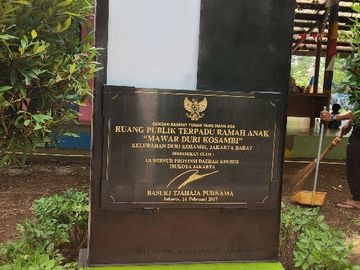 DENGAN RAHMAT TUHAN YANG MAHA ESA
RUANG PUBLIK TERPADU RAMAH ANAK
"MAWAR DURI KOSAMBI"
KELURAHAN DURI KOSAMBI, JAKARTA BARAT
DIRESMIKAN OLEH :
GUBERNUR PROVINSI DAERAH KHUSUS
IBUKOTA JAKARTA
BASUKI TJAHAJA PURNAMA
Jakarta, 14 Februari 2017